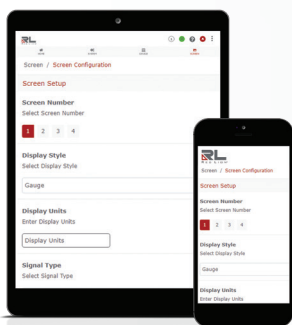 RL
Screen / Screen Configuration
Screen Setup
Screen Number
Select Screen Number
1 2 3 4
Display Style
Select Display Style
Gauge
Display Units
Enter Display Units
Display Units
Signal Type
Select Signal Type
RL
DESIGN
Screen / Screen Configuration
Screen Setup
Screen Number
Select Screen Number
1 2 3 4
Display Style
Select Display Style
Gauge
Display Units
Enter Display Units